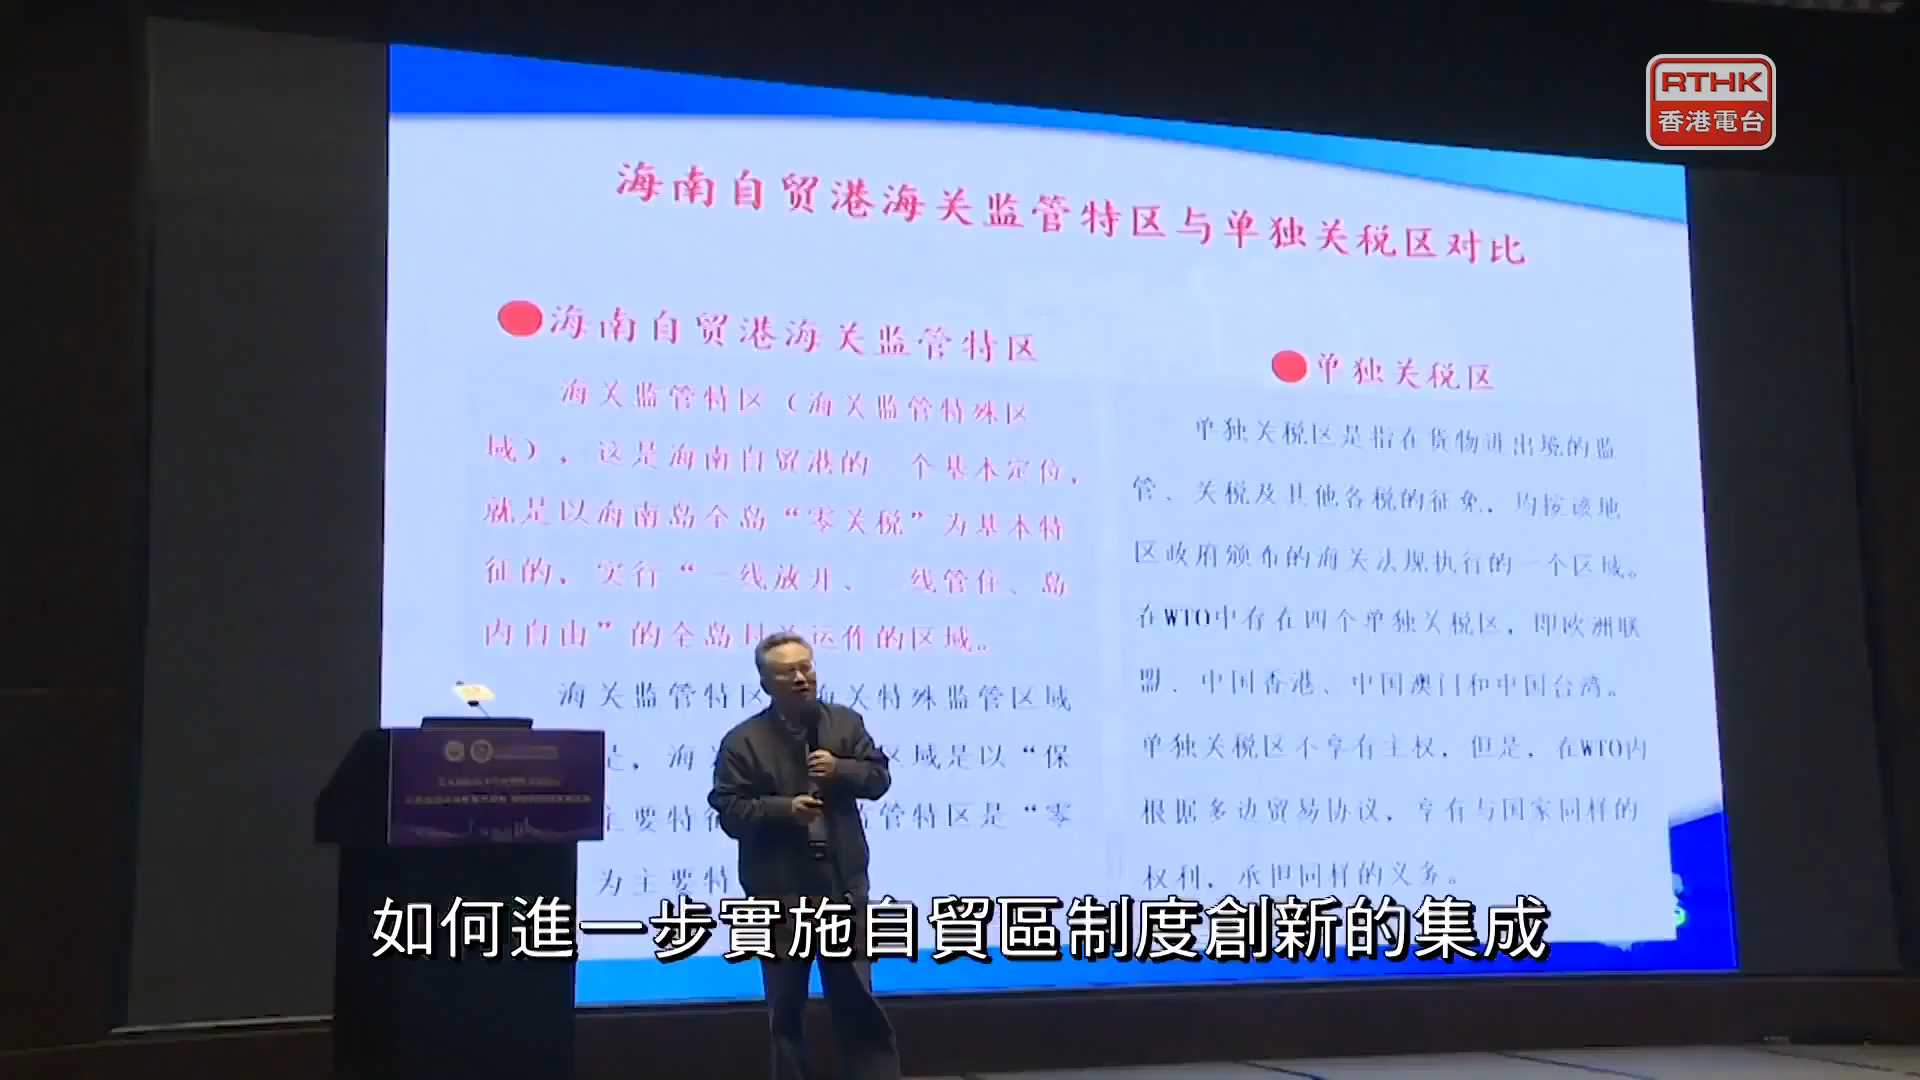 RTHK
香港電台
海南自贸港海关监管特区与单独关税区对比
海南自贸港海关监管特区
海关监管特区（海关监管特殊区
域），这是海南自贸港的一个基本定位，
就是以海南岛全岛“零关税”为基本特
征的，实行“一线放开、二线管住、岛
内自由”的全岛封关运作的区域。
海关监管特区 海关特殊监管区域
是，海 区域是以“保
主要特 监管特区是“零
为主要特
单独关税区
单独关税区是指在货物进出境的监
管、关税及其他各税的征免，均按该地
区政府颁布的海关法规执行的一个区域。
在WTO中存在四个单独关税区，即欧洲联
盟、中国香港、中国澳门和中国台湾。
单独关税区不享有主权，但是，在WTO内
根据多边贸易协议，享有与国家同样的
权利，承担同样的义务。
如何進一步實施自貿區制度創新的集成